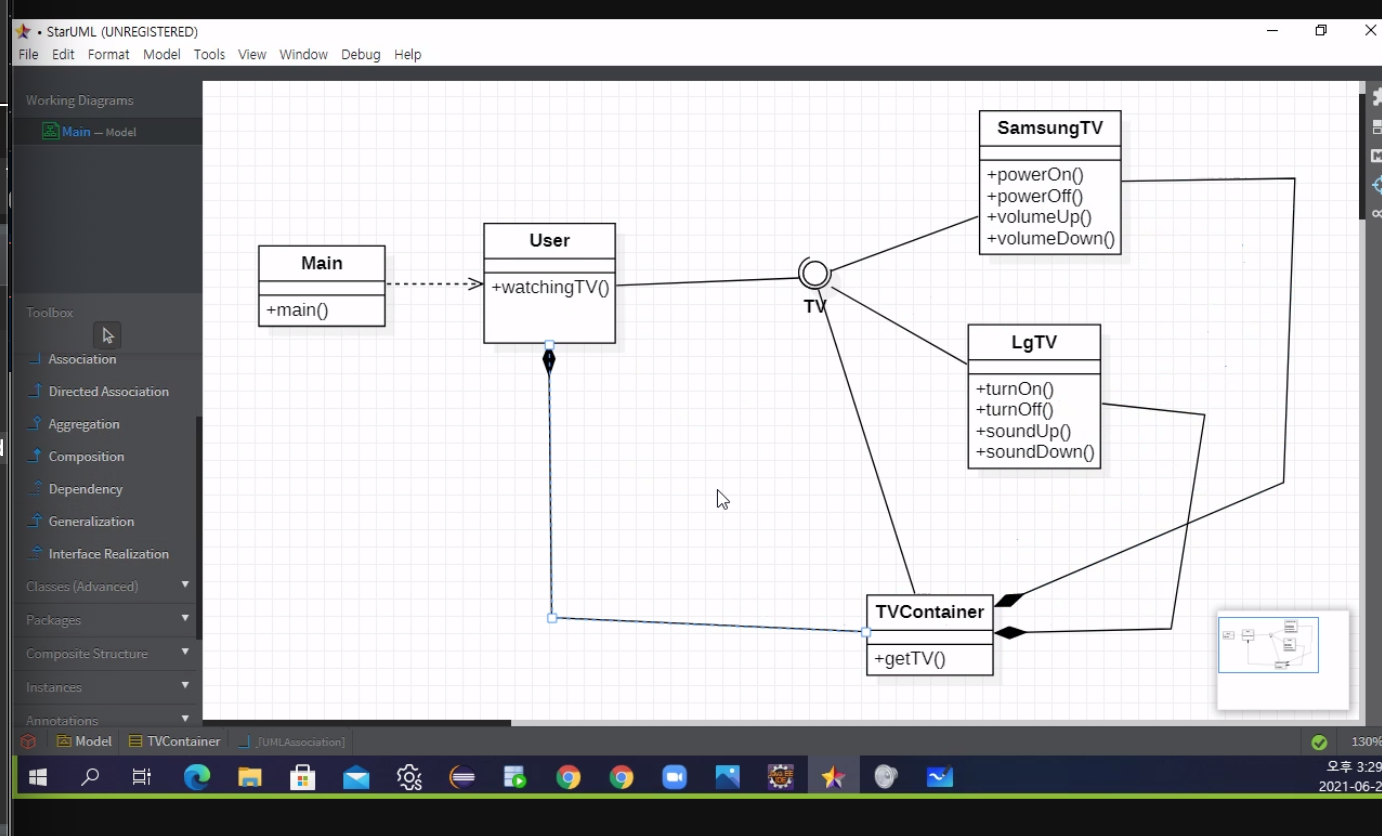 StarUML (UNREGISTERED)
File Edit Format Model Tools View Window Debug Help
Working Diagrams
Main — Model
Toolbox
Association
Directed Association
Aggregation
Composition
Dependency
Generalization
Interface Realization
Classes (Advanced)
Packages
Composite Structure
Instances
Annotations
Main
+main()
User
+watchingTV()
TV
SamsungTV
+powerOn()
+powerOff()
+volumeUp()
+volumeDown()
LgTV
+turnOn()
+turnOff()
+soundUp()
+soundDown()
TVContainer
+getTV()
Model TVContainer [UMLAssociation]
130%
오후 3:29
2021-06-2